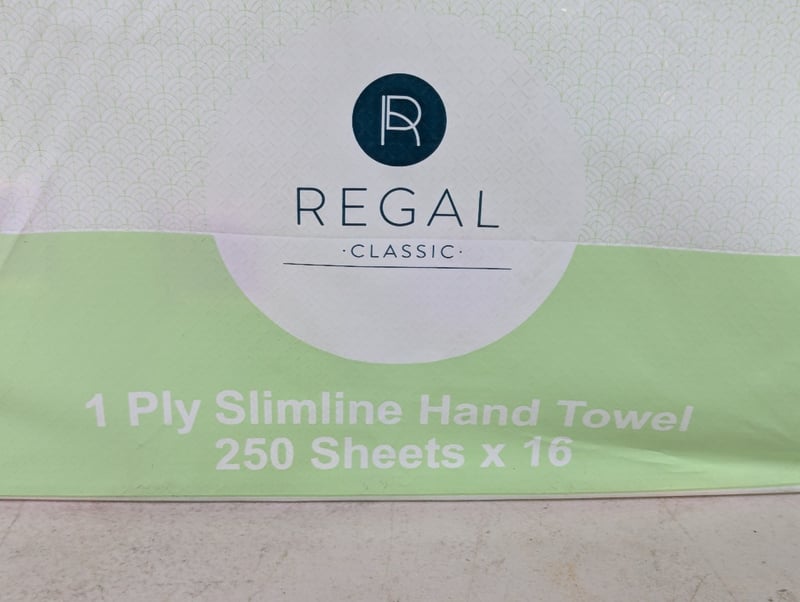 R
REGAL
·CLASSIC·
1 Ply Slimline Hand Towel
250 Sheets x 16